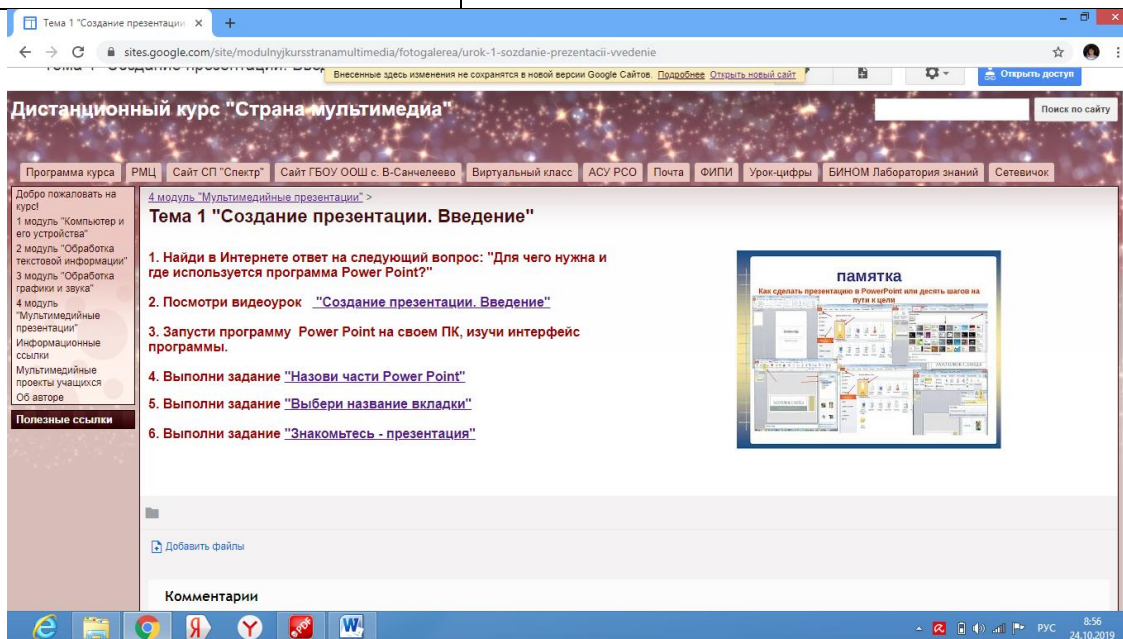 Тема 1 "Создание презентации
sites.google.com/site/modulnyjkursstranamultimedia/fotogalerea/urok-1-sozdanie-prezentacii-vvedenie
Внесенные здесь изменения не сохранятся в новой версии Google Сайтов. Подробнее Открыть новый сайт
Открыть доступ
Дистанционный курс "Страна мультимедиа"
Поиск по сайту
Программа курса РМЦ Сайт СП "Спектр" Сайт ГБОУ ООШ с. В-Санчелеево Виртуальный класс АСУ РСО Почта ФИПИ Урок-цифры БИНОМ Лаборатория знаний Сетевичок
Добро пожаловать на
курс!
1 модуль "Компьютер и
его устройства"
2 модуль "Обработка
текстовой информации"
3 модуль "Обработка
графики и звука"
4 модуль
"Мультимедийные
презентации"
Информационные
ссылки
Мультимедийные
проекты учащихся
Об авторе
Полезные ссылки
4 модуль "Мультимедийные презентации" >
Тема 1 "Создание презентации. Введение"
1. Найди в Интернете ответ на следующий вопрос: "Для чего нужна и
где используется программа Power Point?"
2. Посмотри видеоурок "Создание презентации. Введение"
3. Запусти программу Power Point на своем ПК, изучи интерфейс
программы.
4. Выполни задание "Назови части Power Point"
5. Выполни задание "Выбери название вкладки"
6. Выполни задание "Знакомьтесь - презентация"
памятка
Как сделать презентацию в PowerPoint или десять шагов на
пути к цели
Добавить файлы
Комментарии
РУС
8:56
24.10.2019